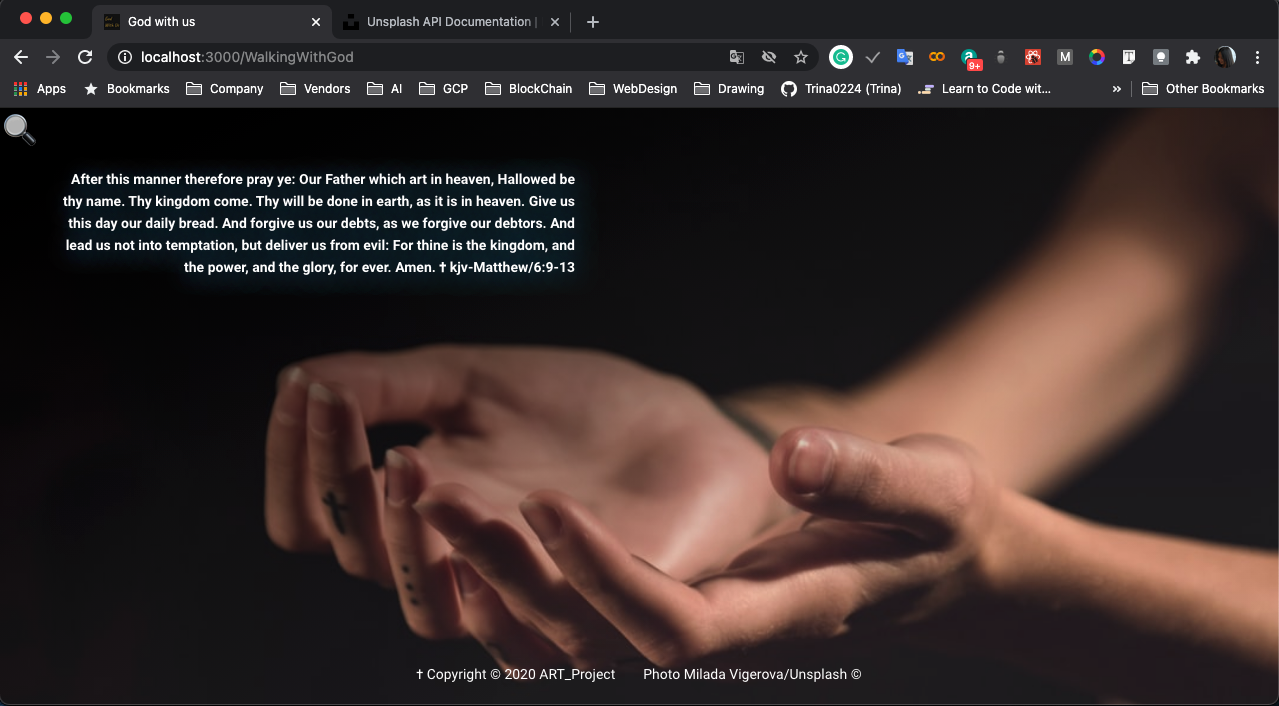 God with us
Unsplash API Documentation |
localhost:3000/WalkingWithGod
9+
M
T
Apps
Bookmarks
Company
Vendors
AI
GCP
BlockChain
WebDesign
Drawing
Trina0224 (Trina)
Learn to Code wit...
»
Other Bookmarks
After this manner therefore pray ye: Our Father which art in heaven, Hallowed be
thy name. Thy kingdom come. Thy will be done in earth, as it is in heaven. Give us
this day our daily bread. And forgive us our debts, as we forgive our debtors. And
lead us not into temptation, but deliver us from evil: For thine is the kingdom, and
the power, and the glory, for ever. Amen. ✝ kjv-Matthew/6:9-13
✝ Copyright © 2020 ART_Project
Photo Milada Vigerova/Unsplash ©